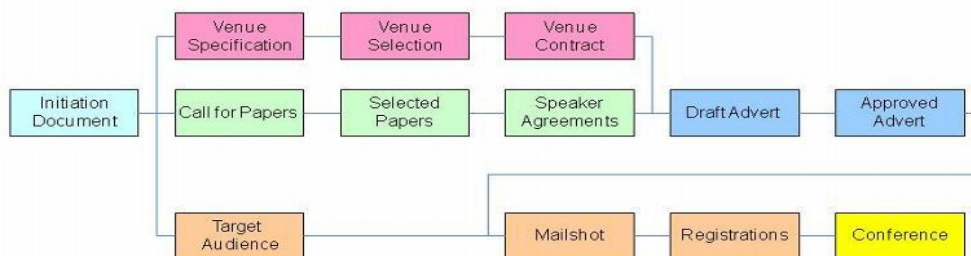 Venue
Specification
Venue
Selection
Venue
Contract
Initiation
Document
Call for Papers
Selected
Papers
Speaker
Agreements
Draft Advert
Approved
Advert
Target
Audience
Mailshot
Registrations
Conference